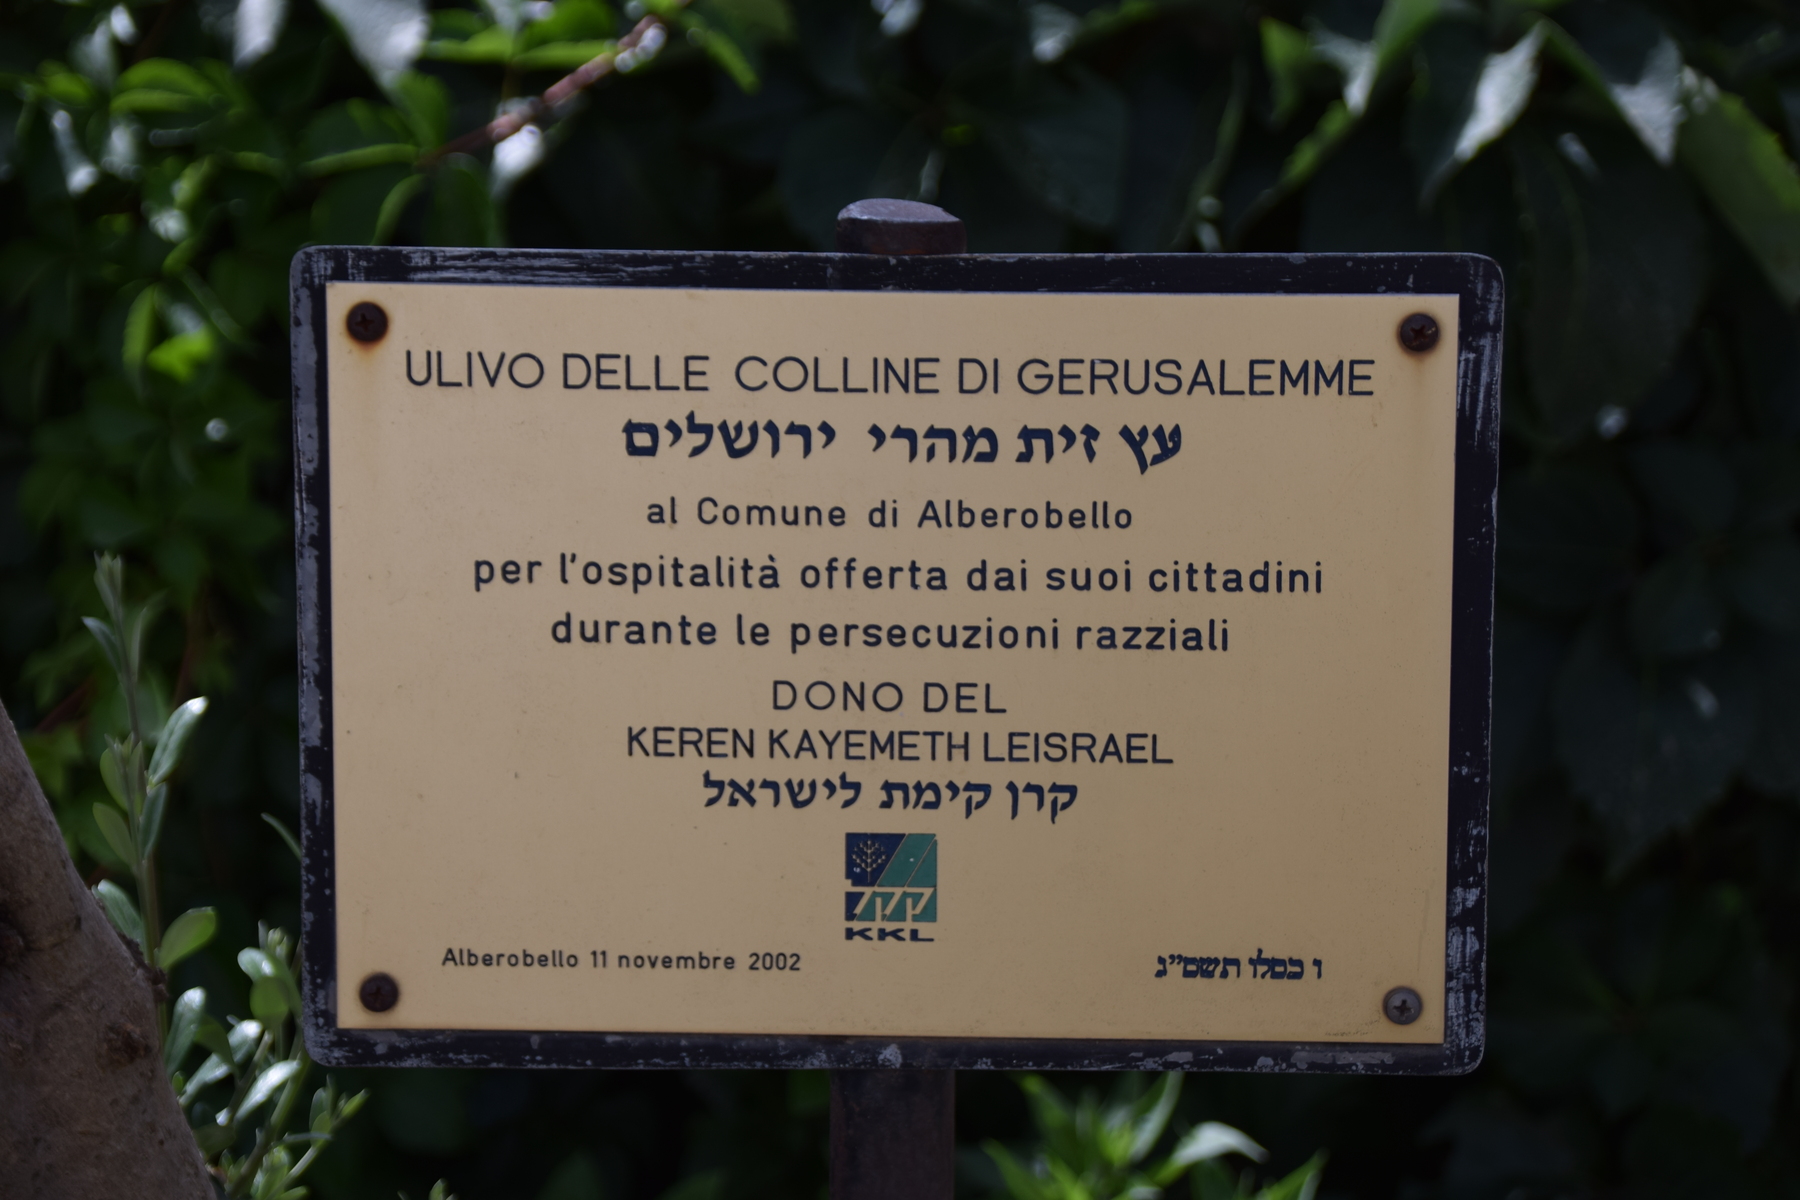 ULIVO DELLE COLLINE DI GERUSALEMME
עץ זית מהרי ירושלים
al Comune di Alberobello
per l'ospitalità offerta dai suoi cittadini
durante le persecuzioni razziali
DONO DEL
KEREN KAYEMETH LEISRAEL
קרן קימת לישראל
קקל
KKL
Alberobello 11 novembre 2002
ו כסלו תשס״ג